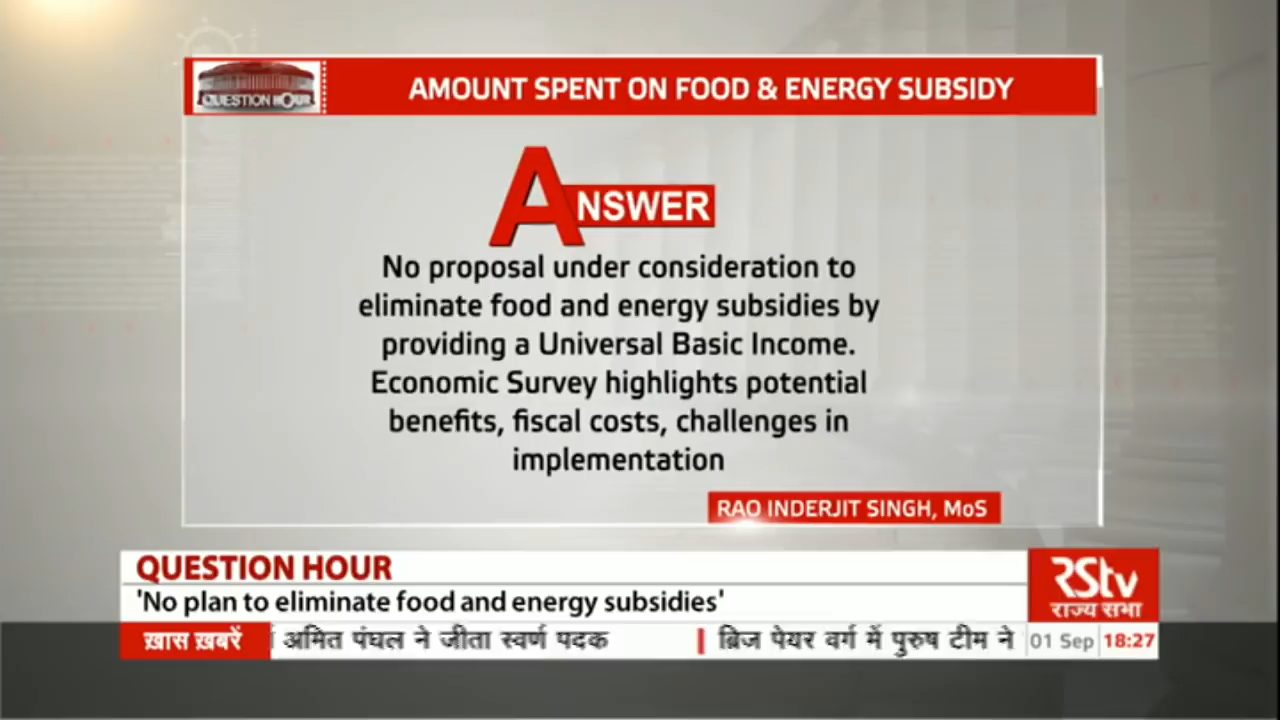 QUESTION HOUR
AMOUNT SPENT ON FOOD & ENERGY SUBSIDY
ANSWER
No proposal under consideration to
eliminate food and energy subsidies by
providing a Universal Basic Income.
Economic Survey highlights potential
benefits, fiscal costs, challenges in
implementation
RAO INDERJIT SINGH, MoS
QUESTION HOUR
'No plan to eliminate food and energy subsidies'
RStv
राज्य सभा
ख़ास ख़बरें
अमित पंघल ने जीता स्वर्ण पदक | ब्रिज पेयर वर्ग में पुरुष टीम ने
01 Sep 18:27